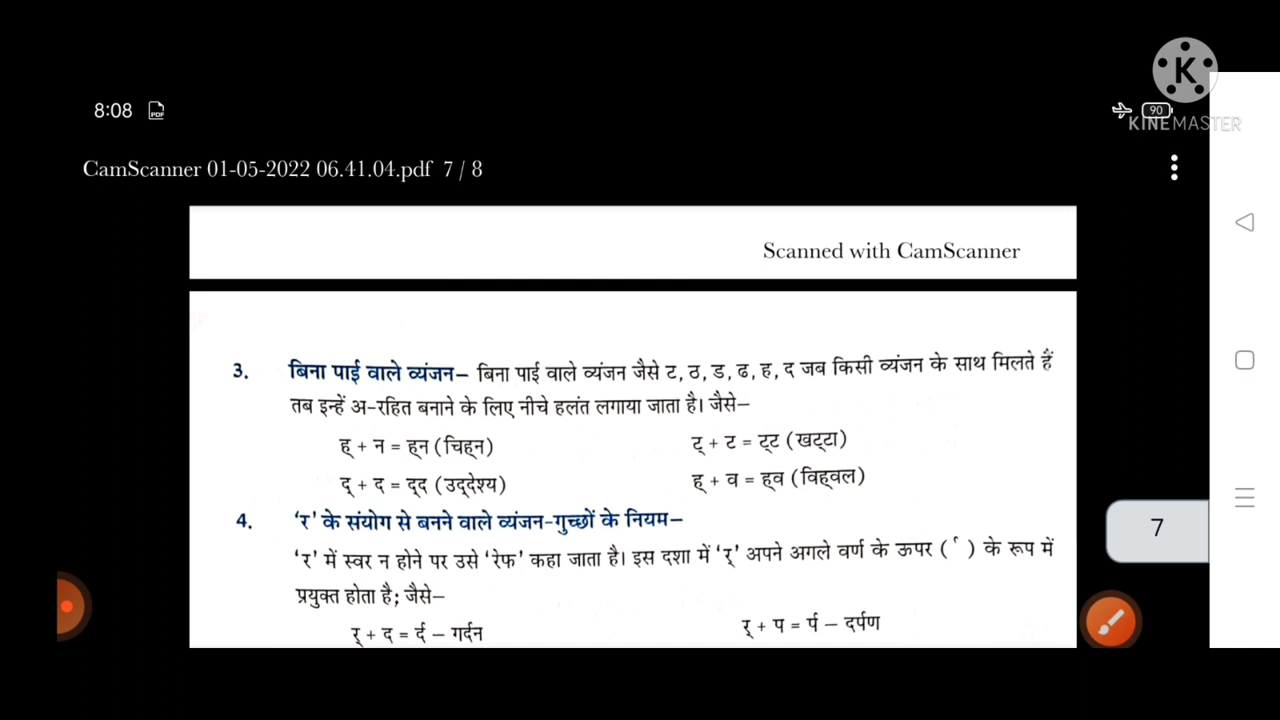 8:08
90
KINEMASTER
CamScanner 01-05-2022 06.41.04.pdf 7 / 8
Scanned with CamScanner
3. बिना पाई वाले व्यंजन– बिना पाई वाले व्यंजन जैसे ट, ठ, ड, ढ, ह, द जब किसी व्यंजन के साथ मिलते हैं
तब इन्हें अ-रहित बनाने के लिए नीचे हलंत लगाया जाता है। जैसे–
ह् + न = ह्‌न (चिह्‌न) ट् + ट = ट्‌ट (खट्‌टा)
द् + द = द्‌द (उद्‌देश्य) ह् + व = ह्‌व (विह्‌वल)
4. ‘र’ के संयोग से बनने वाले व्यंजन-गुच्छों के नियम–
‘र’ में स्वर न होने पर उसे ‘रेफ’ कहा जाता है। इस दशा में ‘र्’ अपने अगले वर्ण के ऊपर ( र्‍ ) के रूप में
प्रयुक्त होता है; जैसे–
7
र् + द = र्द – गर्दन र् + प = र्प – दर्पण